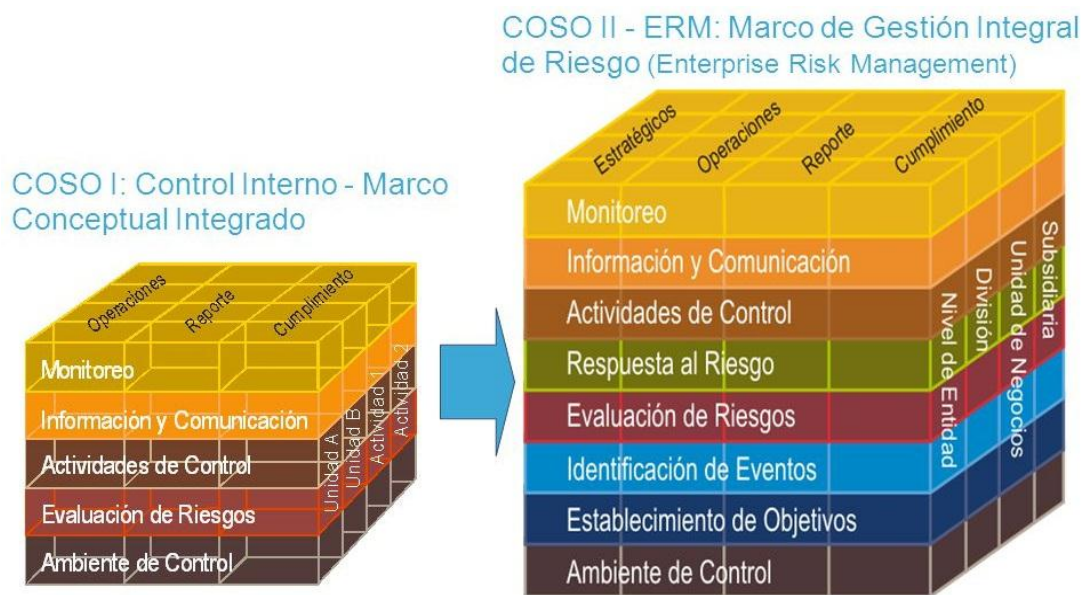 COSO I: Control Interno - Marco
Conceptual Integrado
Operaciones
Reporte
Cumplimiento
Monitoreo
Información y Comunicación
Actividades de Control
Evaluación de Riesgos
Ambiente de Control
Unidad A
Unidad B
Actividad 1
Actividad 2
COSO II - ERM: Marco de Gestión Integral
de Riesgo (Enterprise Risk Management)
Estratégicos
Operaciones
Reporte
Cumplimiento
Monitoreo
Información y Comunicación
Actividades de Control
Respuesta al Riesgo
Evaluación de Riesgos
Identificación de Eventos
Establecimiento de Objetivos
Ambiente de Control
Nivel de Entidad
División
Unidad de Negocios
Subsidiaria